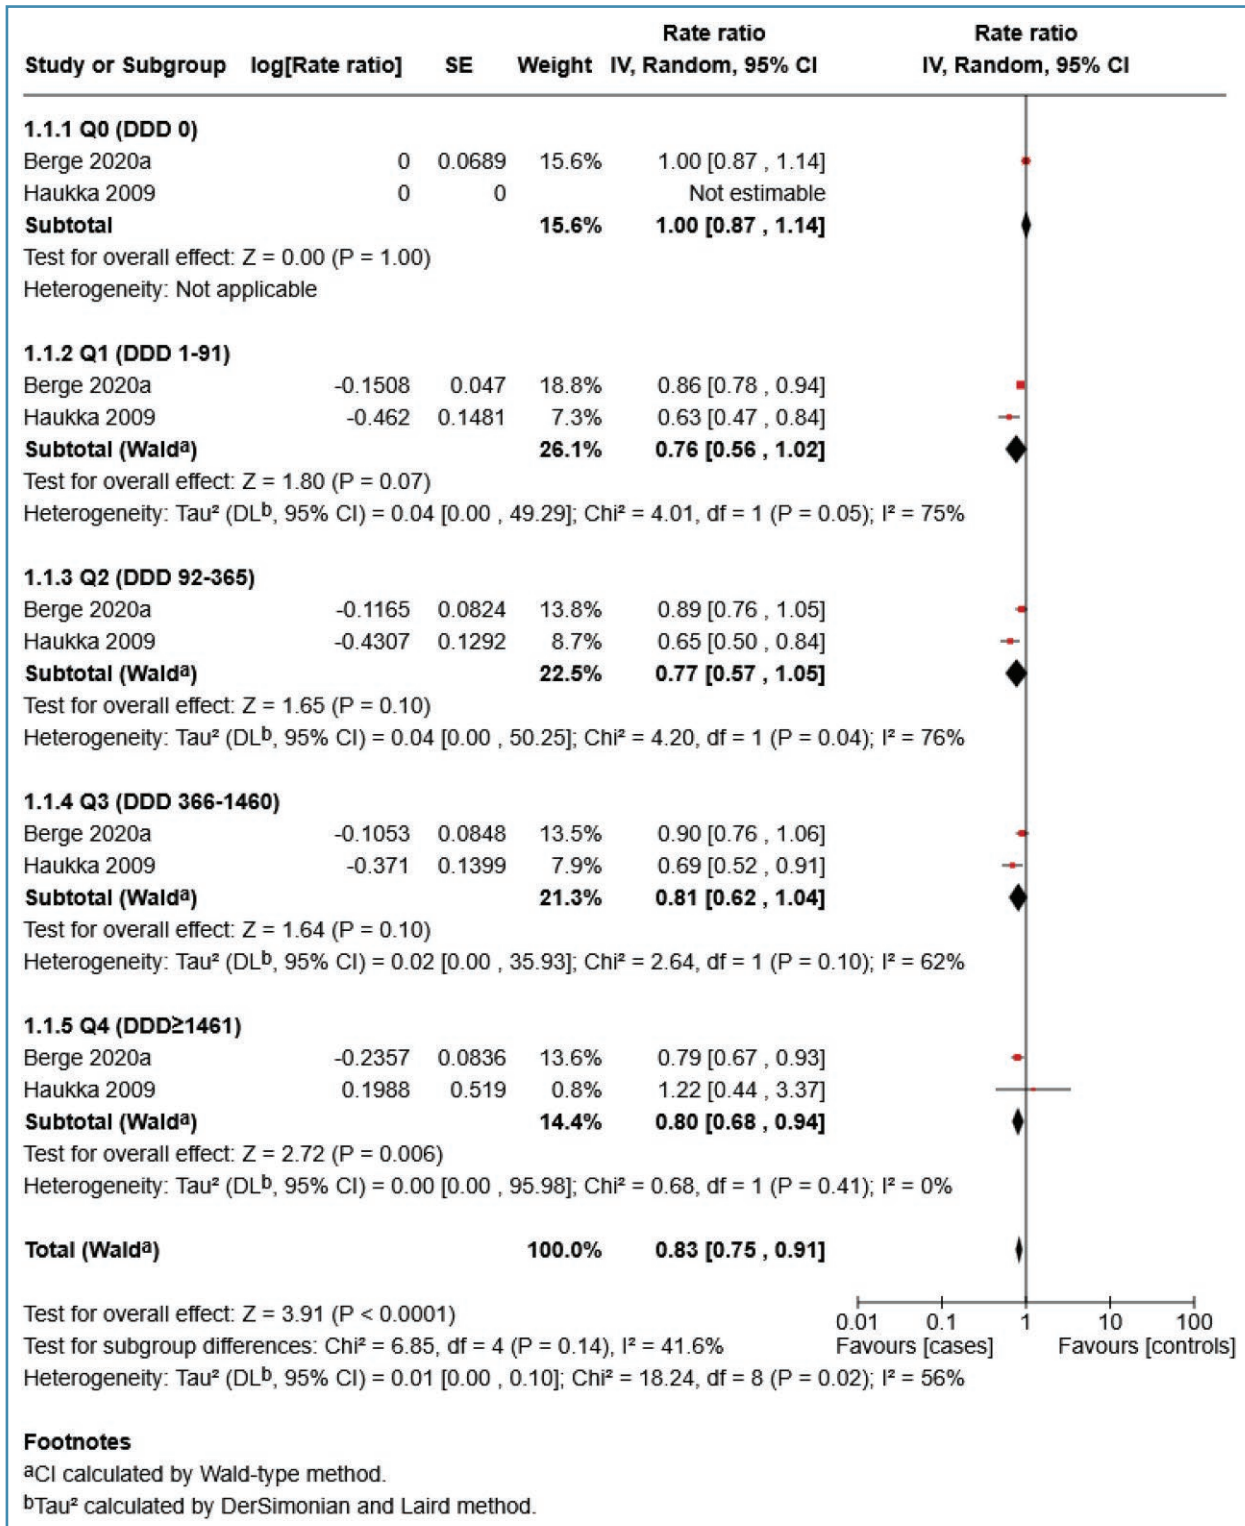 Rate ratio Rate ratio
Study or Subgroup log[Rate ratio] SE Weight IV, Random, 95% CI IV, Random, 95% CI
1.1.1 Q0 (DDD 0)
Berge 2020a 0 0.0689 15.6% 1.00 [0.87 , 1.14]
Haukka 2009 0 0 Not estimable
Subtotal 15.6% 1.00 [0.87 , 1.14]
Test for overall effect: Z = 0.00 (P = 1.00)
Heterogeneity: Not applicable
1.1.2 Q1 (DDD 1-91)
Berge 2020a -0.1508 0.047 18.8% 0.86 [0.78 , 0.94]
Haukka 2009 -0.462 0.1481 7.3% 0.63 [0.47 , 0.84]
Subtotal (Waldᵃ) 26.1% 0.76 [0.56 , 1.02]
Test for overall effect: Z = 1.80 (P = 0.07)
Heterogeneity: Tau² (DLᵇ, 95% CI) = 0.04 [0.00 , 49.29]; Chi² = 4.01, df = 1 (P = 0.05); I² = 75%
1.1.3 Q2 (DDD 92-365)
Berge 2020a -0.1165 0.0824 13.8% 0.89 [0.76 , 1.05]
Haukka 2009 -0.4307 0.1292 8.7% 0.65 [0.50 , 0.84]
Subtotal (Waldᵃ) 22.5% 0.77 [0.57 , 1.05]
Test for overall effect: Z = 1.65 (P = 0.10)
Heterogeneity: Tau² (DLᵇ, 95% CI) = 0.04 [0.00 , 50.25]; Chi² = 4.20, df = 1 (P = 0.04); I² = 76%
1.1.4 Q3 (DDD 366-1460)
Berge 2020a -0.1053 0.0848 13.5% 0.90 [0.76 , 1.06]
Haukka 2009 -0.371 0.1399 7.9% 0.69 [0.52 , 0.91]
Subtotal (Waldᵃ) 21.3% 0.81 [0.62 , 1.04]
Test for overall effect: Z = 1.64 (P = 0.10)
Heterogeneity: Tau² (DLᵇ, 95% CI) = 0.02 [0.00 , 35.93]; Chi² = 2.64, df = 1 (P = 0.10); I² = 62%
1.1.5 Q4 (DDD≥1461)
Berge 2020a -0.2357 0.0836 13.6% 0.79 [0.67 , 0.93]
Haukka 2009 0.1988 0.519 0.8% 1.22 [0.44 , 3.37]
Subtotal (Waldᵃ) 14.4% 0.80 [0.68 , 0.94]
Test for overall effect: Z = 2.72 (P = 0.006)
Heterogeneity: Tau² (DLᵇ, 95% CI) = 0.00 [0.00 , 95.98]; Chi² = 0.68, df = 1 (P = 0.41); I² = 0%
Total (Waldᵃ) 100.0% 0.83 [0.75 , 0.91]
Test for overall effect: Z = 3.91 (P < 0.0001) 0.01 0.1 1 10 100
Test for subgroup differences: Chi² = 6.85, df = 4 (P = 0.14), I² = 41.6% Favours [cases] Favours [controls]
Heterogeneity: Tau² (DLᵇ, 95% CI) = 0.01 [0.00 , 0.10]; Chi² = 18.24, df = 8 (P = 0.02); I² = 56%
Footnotes
ᵃCI calculated by Wald-type method.
ᵇTau² calculated by DerSimonian and Laird method.